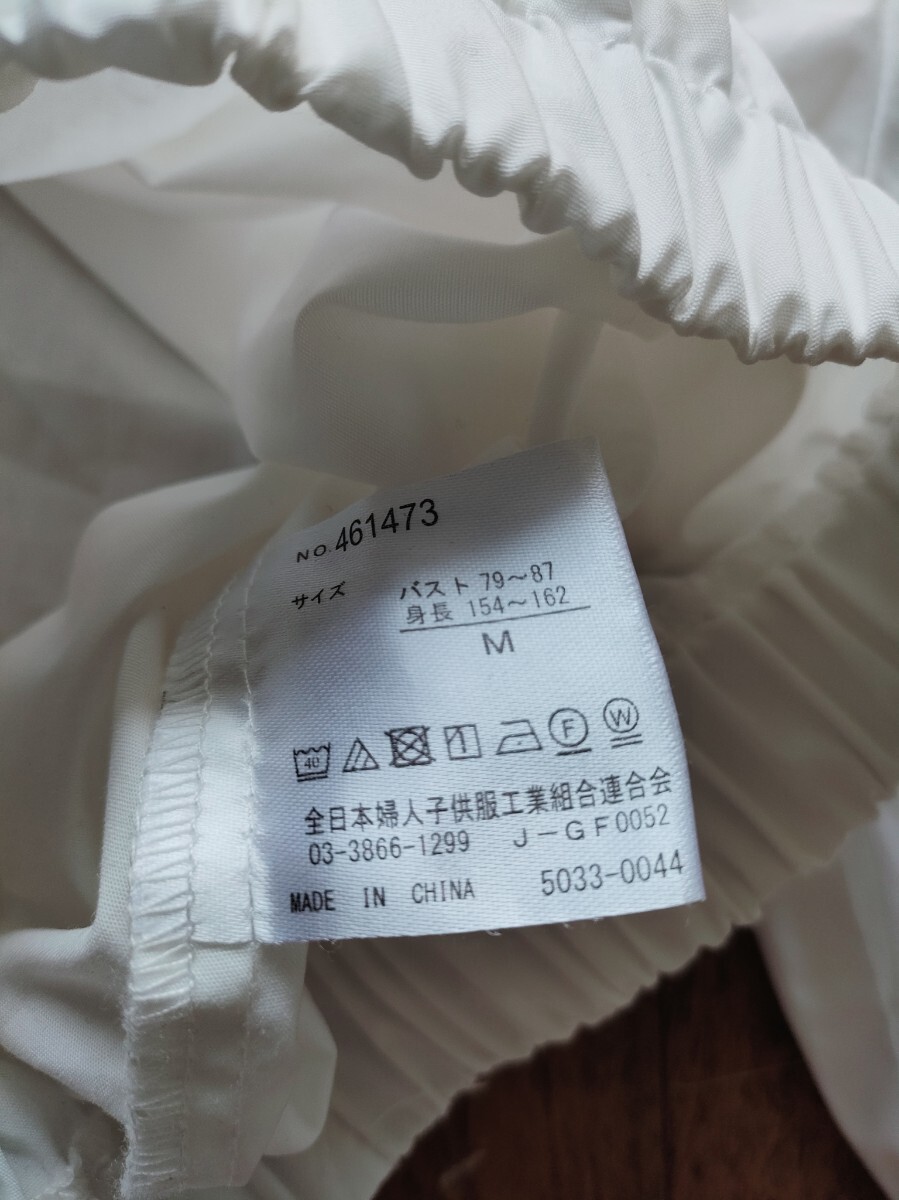 NO.461473
サイズ
バスト 79～87
身長 154～162
M
40
F
W
全日本婦人子供服工業組合連合会
03-3866-1299 J-GF0052
MADE IN CHINA 5033-0044